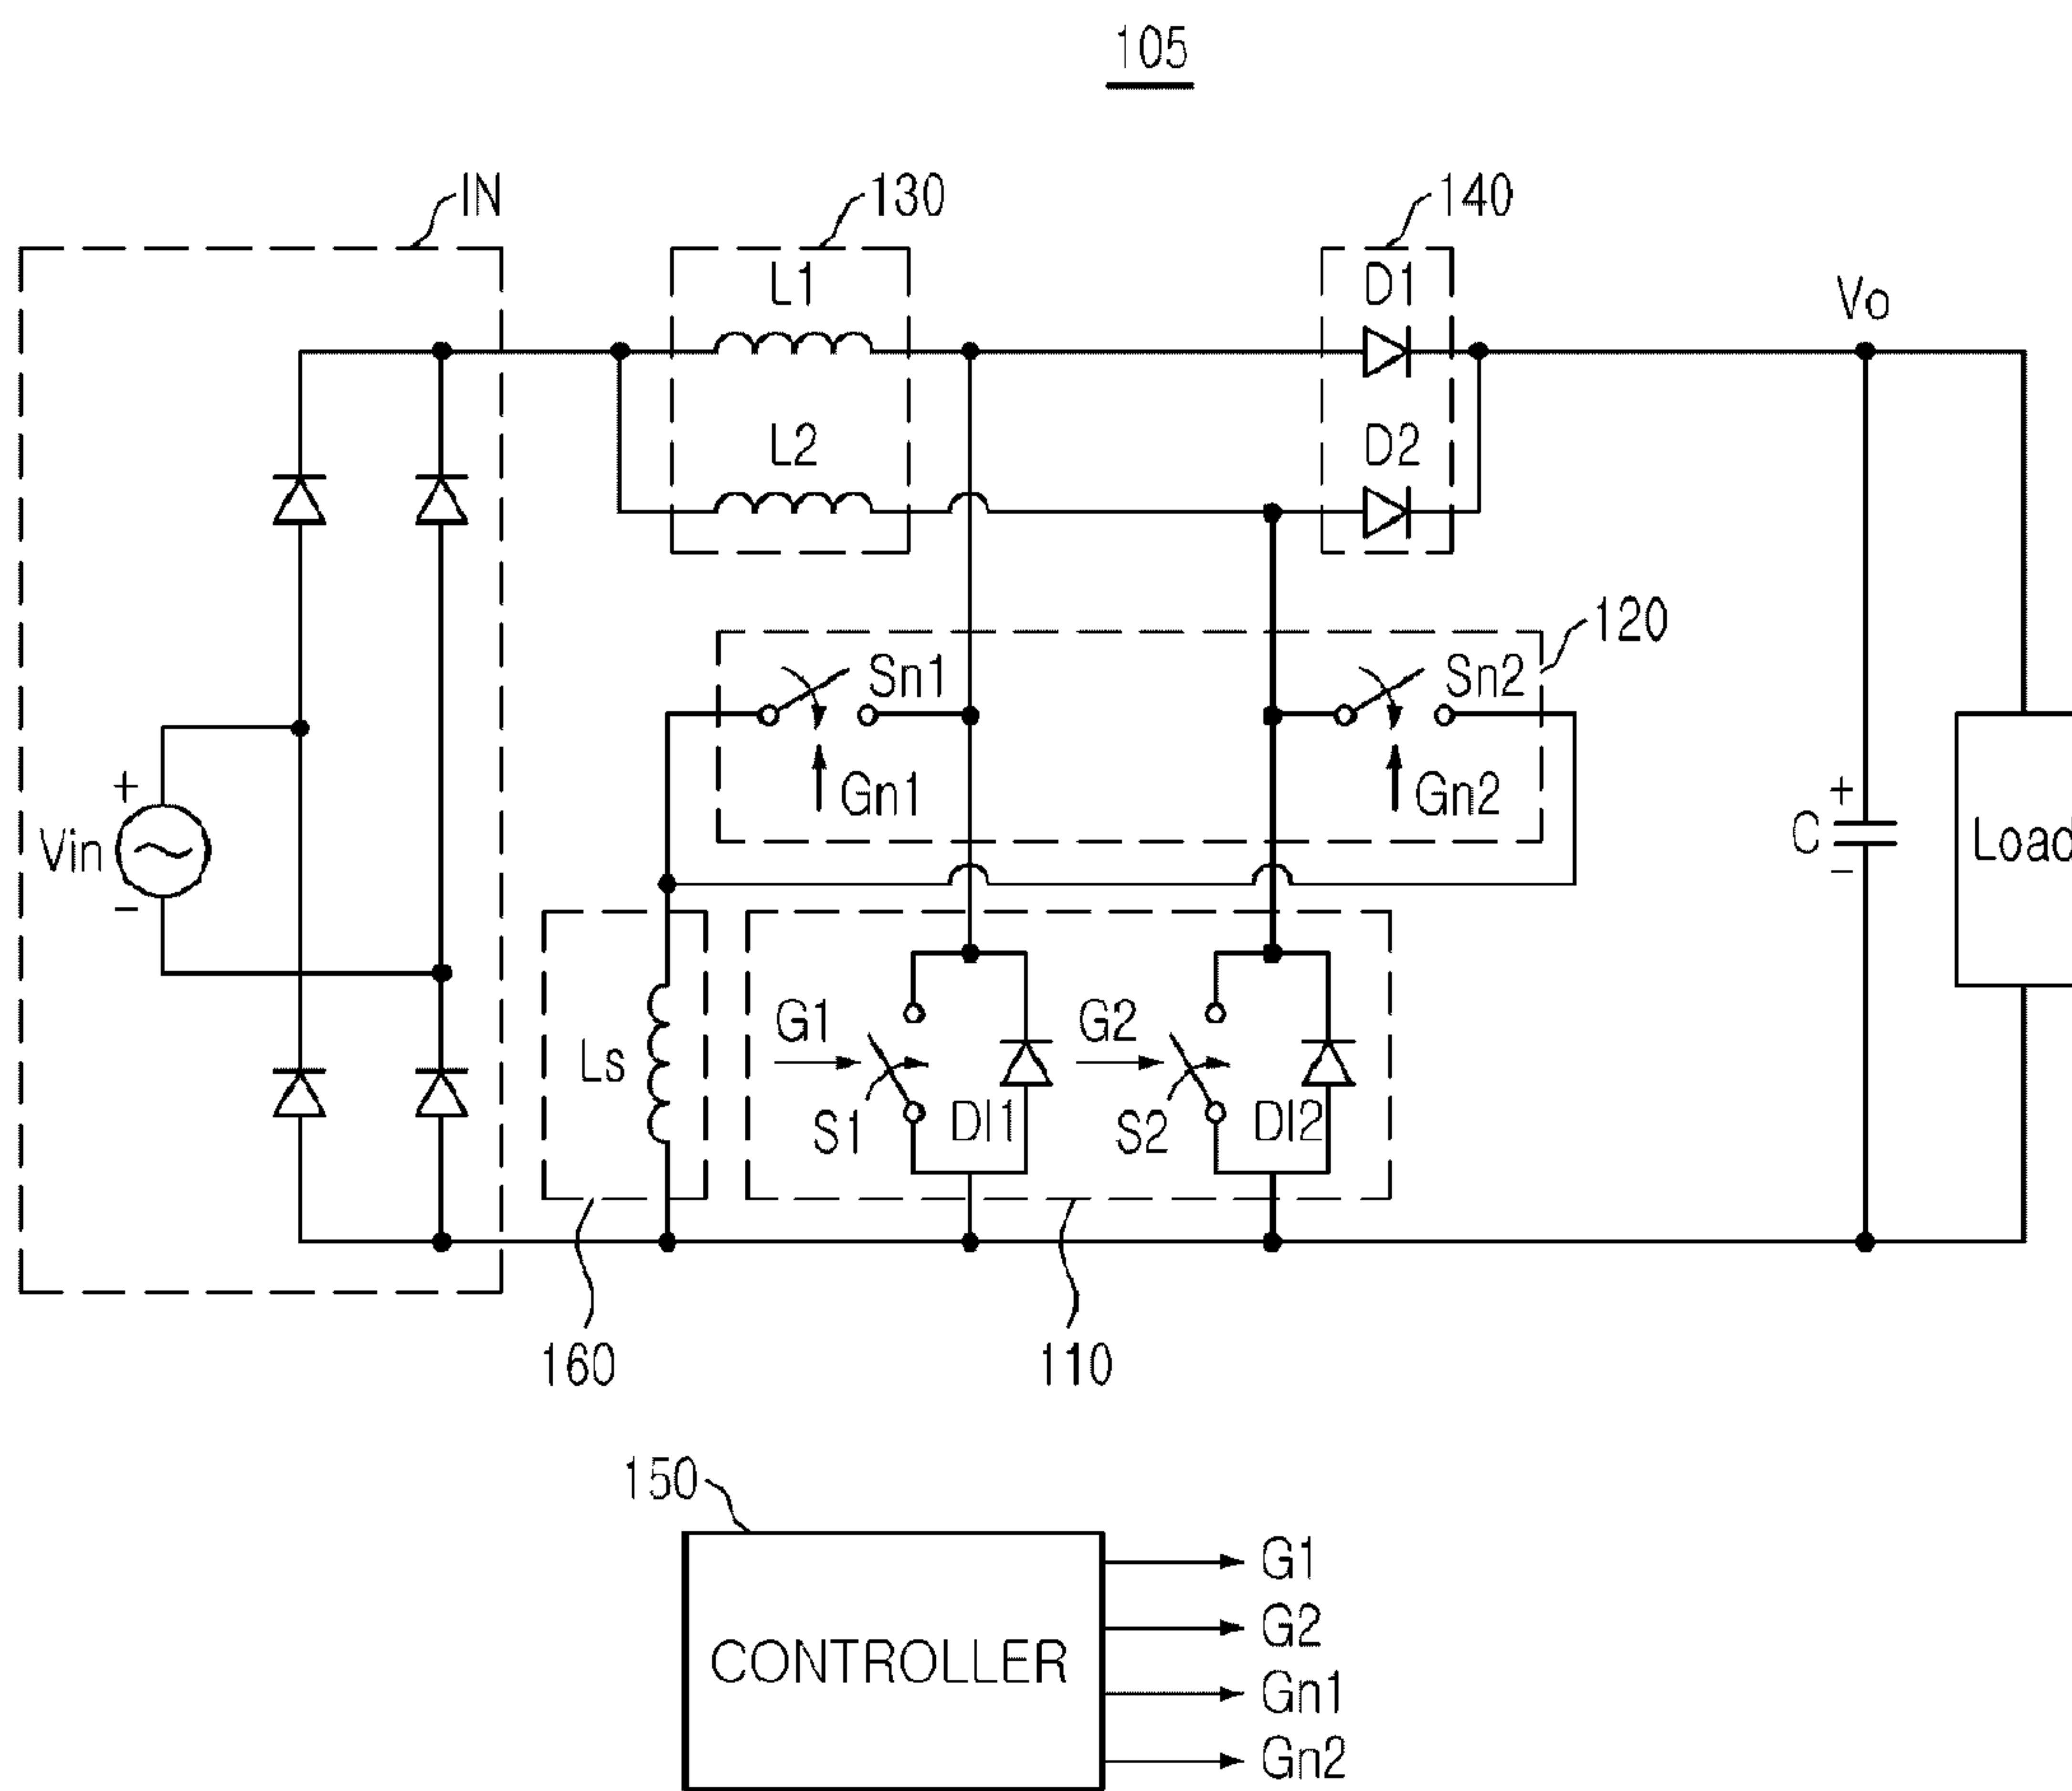 105
IN
130
140
L1
D1
Vo
L2
D2
120
Sn1
Sn2
Gn1
Gn2
+
Vin
-
+
C
-
Load
G1
G2
Ls
S1
DI1
S2
DI2
160
110
150
G1
G2
CONTROLLER
Gn1
Gn2